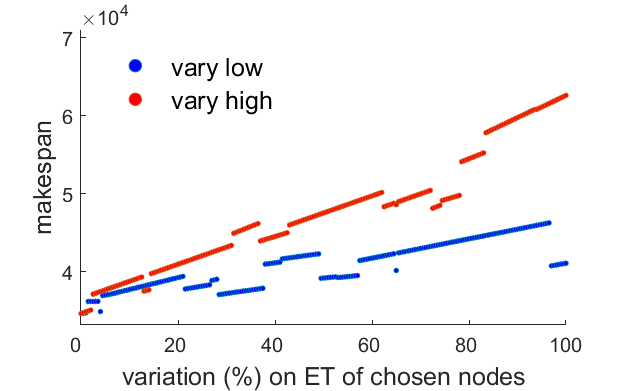 ×10⁴
7
vary low
vary high
6
makespan
5
4
0 20 40 60 80 100
variation (%) on ET of chosen nodes